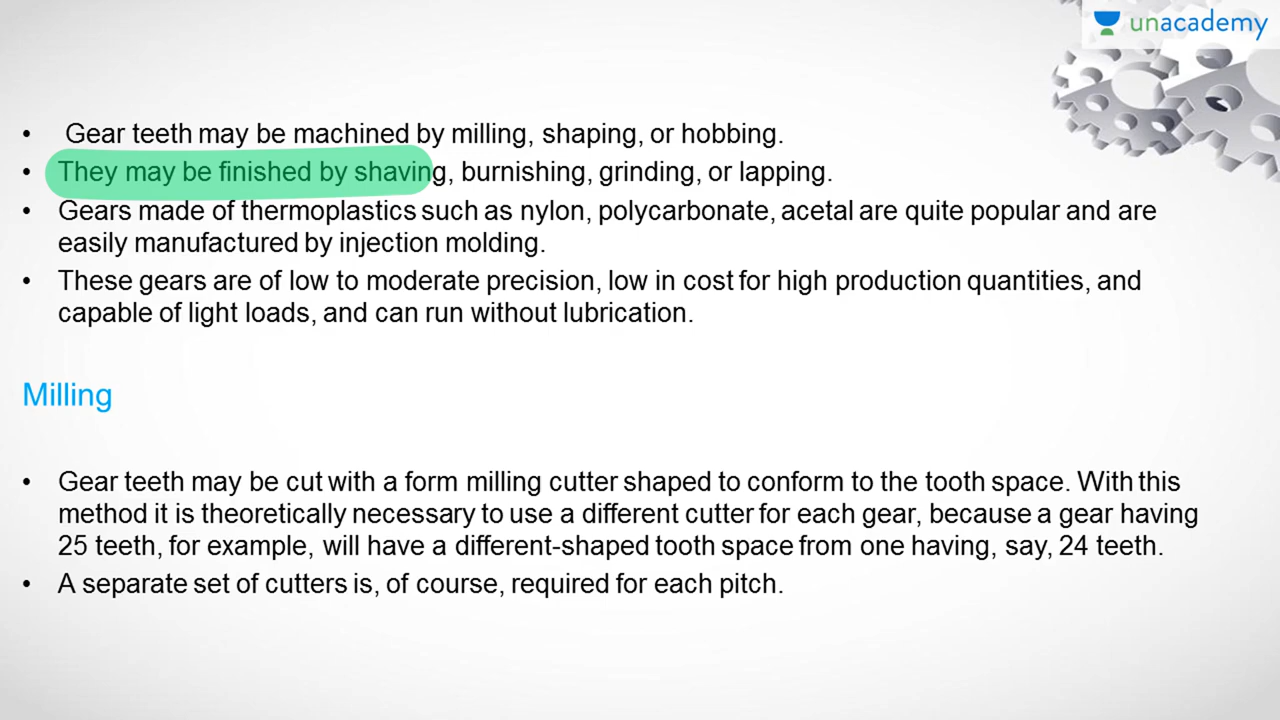 unacademy
• Gear teeth may be machined by milling, shaping, or hobbing.
• They may be finished by shaving, burnishing, grinding, or lapping.
• Gears made of thermoplastics such as nylon, polycarbonate, acetal are quite popular and are
easily manufactured by injection molding.
• These gears are of low to moderate precision, low in cost for high production quantities, and
capable of light loads, and can run without lubrication.
Milling
• Gear teeth may be cut with a form milling cutter shaped to conform to the tooth space. With this
method it is theoretically necessary to use a different cutter for each gear, because a gear having
25 teeth, for example, will have a different-shaped tooth space from one having, say, 24 teeth.
• A separate set of cutters is, of course, required for each pitch.